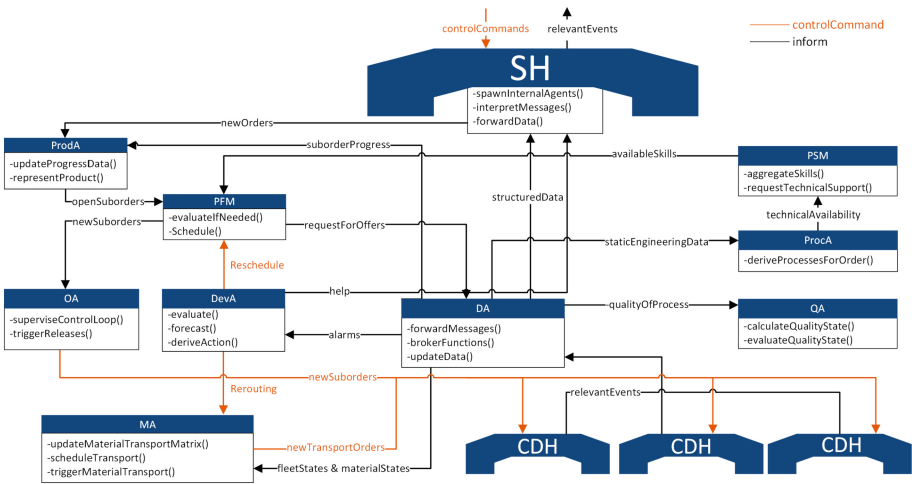 controlCommands
relevantEvents
controlCommand
inform
SH
-spawnInternalAgents()
-interpretMessages()
-forwardData()
newOrders
suborderProgress
availableSkills
ProdA
-updateProgressData()
-representProduct()
PSM
-aggregateSkills()
-requestTechnicalSupport()
openSuborders
PFM
-evaluateIfNeeded()
-Schedule()
structuredData
technicalAvailability
newSuborders
requestForOffers
staticEngineeringData
ProcA
-deriveProcessesForOrder()
Reschedule
help
OA
-superviseControlLoop()
-triggerReleases()
DevA
-evaluate()
-forecast()
-deriveAction()
alarms
DA
-forwardMessages()
-brokerFunctions()
-updateData()
qualityOfProcess
QA
-calculateQualityState()
-evaluateQualityState()
newSuborders
Rerouting
relevantEvents
MA
-updateMaterialTransportMatrix()
-scheduleTransport()
-triggerMaterialTransport()
newTransportOrders
fleetStates & materialStates
CDH
CDH
CDH